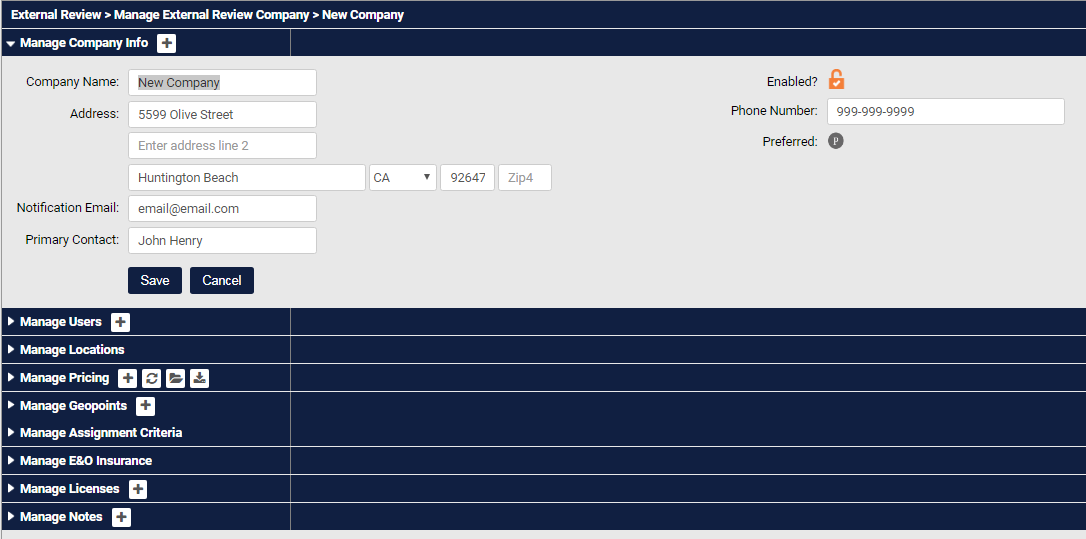 External Review > Manage External Review Company > New Company
Manage Company Info
Company Name: New Company Enabled?
Address: 5599 Olive Street Phone Number: 999-999-9999
Enter address line 2 Preferred: P
Huntington Beach CA 92647 Zip4
Notification Email: email@email.com
Primary Contact: John Henry
Save Cancel
Manage Users
Manage Locations
Manage Pricing
Manage Geopoints
Manage Assignment Criteria
Manage E&O Insurance
Manage Licenses
Manage Notes